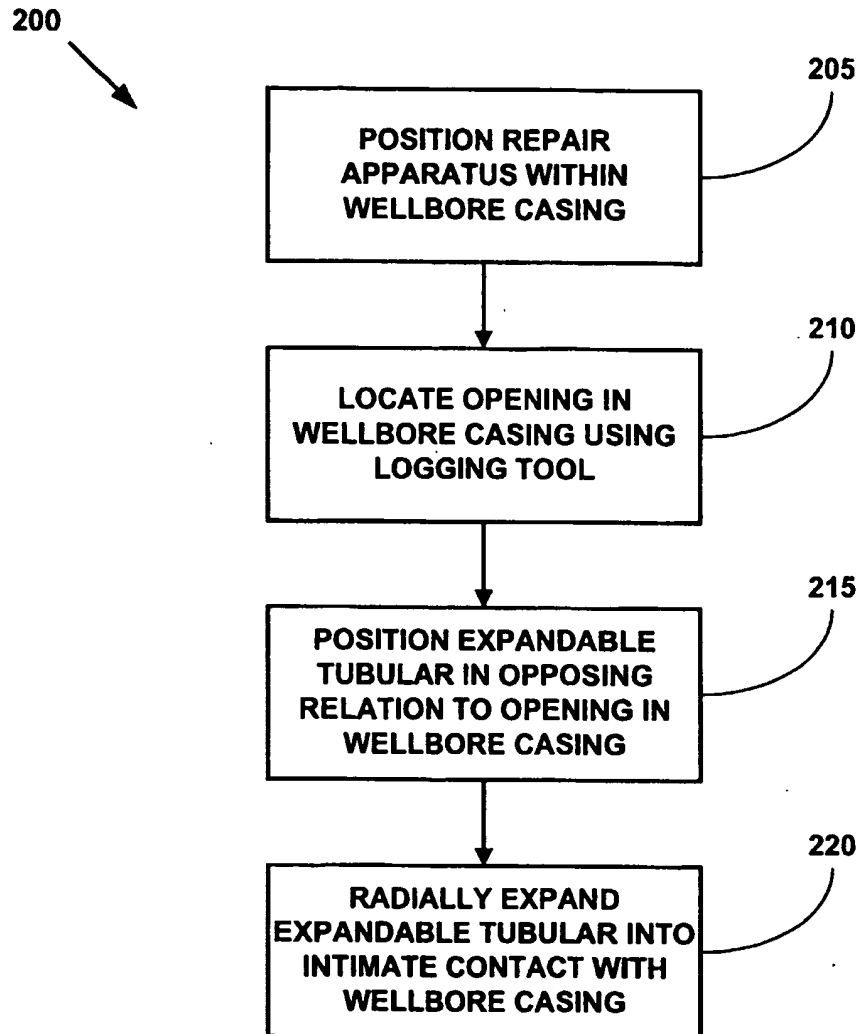 200
205
POSITION REPAIR
APPARATUS WITHIN
WELLBORE CASING
210
LOCATE OPENING IN
WELLBORE CASING USING
LOGGING TOOL
215
POSITION EXPANDABLE
TUBULAR IN OPPOSING
RELATION TO OPENING IN
WELLBORE CASING
220
RADIALLY EXPAND
EXPANDABLE TUBULAR INTO
INTIMATE CONTACT WITH
WELLBORE CASING